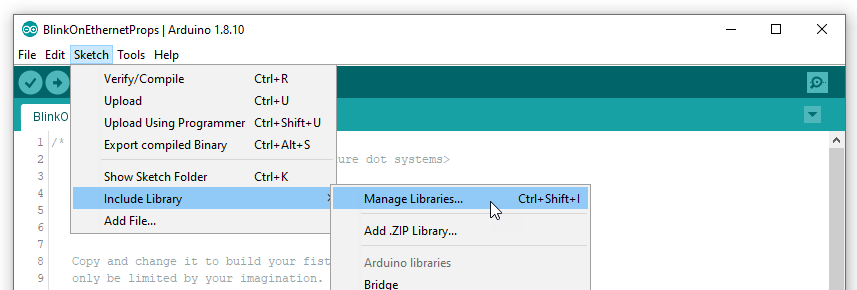 BlinkOnEthernetProps | Arduino 1.8.10
File Edit Sketch Tools Help
Verify/Compile Ctrl+R
Upload Ctrl+U
Upload Using Programmer Ctrl+Shift+U
Export compiled Binary Ctrl+Alt+S
Show Sketch Folder Ctrl+K
Include Library
Add File...
Manage Libraries... Ctrl+Shift+I
Add .ZIP Library...
Arduino libraries
Bridge
BlinkO
1 /*
2 ure dot systems>
3
4
5
6
7
8 Copy and change it to build your fist
9 only be limited by your imagination.